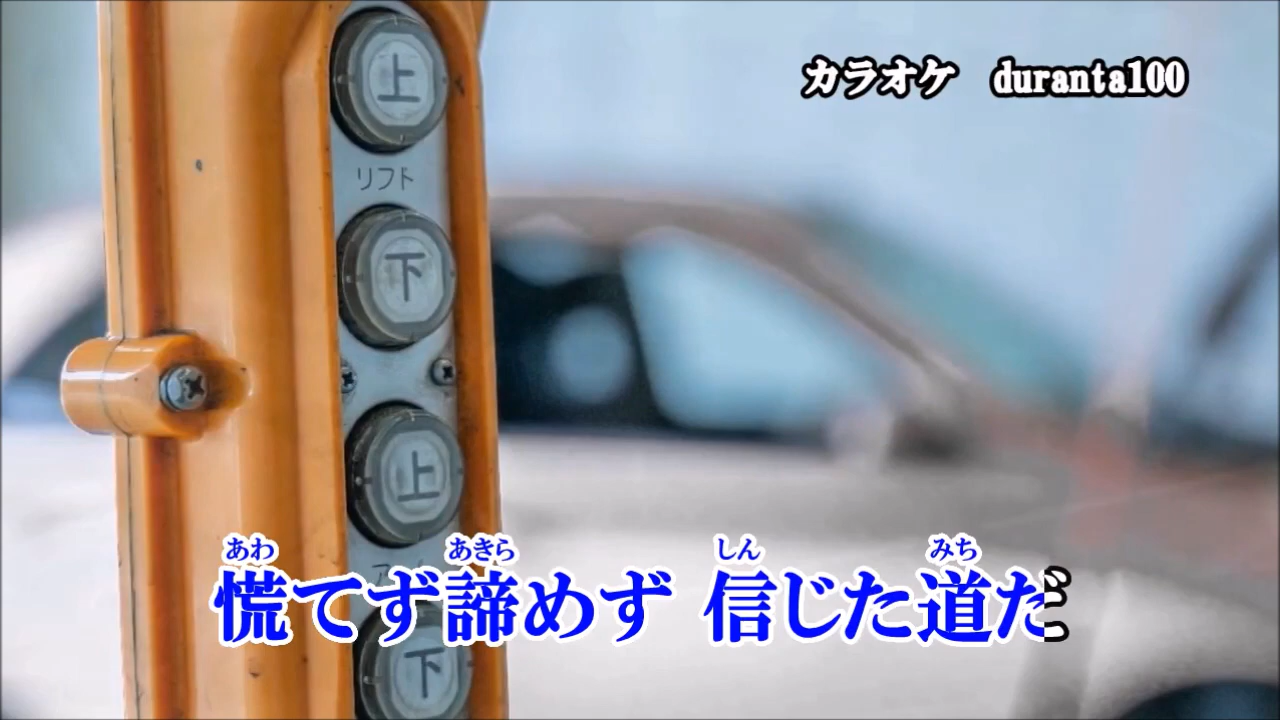 カラオケ duranta100
上
リフト
下
上
ア
下
あわ あきら しん みち
慌てず諦めず 信じた道だ